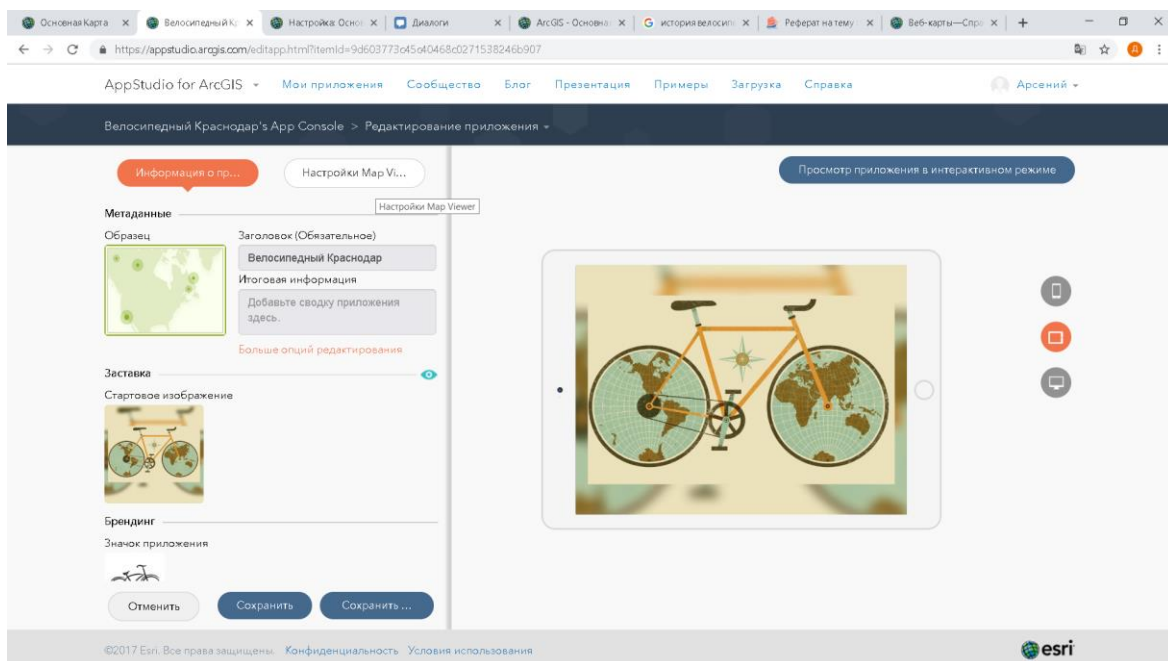 Основная Карта
Велосипедный Кр
Настройка: Осно
Диалоги
ArcGIS - Основна
история велосип
Реферат на тему
Веб-карты—Спра
https://appstudio.arcgis.com/editapp.html?itemId=9d603773c45e40468c0271538246b907
AppStudio for ArcGIS
Мои приложения
Сообщество
Блог
Презентация
Примеры
Загрузка
Справка
Арсений
Велосипедный Краснодар's App Console > Редактирование приложения
Информация о пр...
Настройки Map Vi...
Просмотр приложения в интерактивном режиме
Настройки Map Viewer
Метаданные
Образец
Заголовок (Обязательное)
Велосипедный Краснодар
Итоговая информация
Добавьте сводку приложения
здесь.
Больше опций редактирования
Заставка
Стартовое изображение
Брендинг
Значок приложения
Отменить
Сохранить
Сохранить ...
©2017 Esri. Все права защищены.
Конфиденциальность
Условия использования
esri